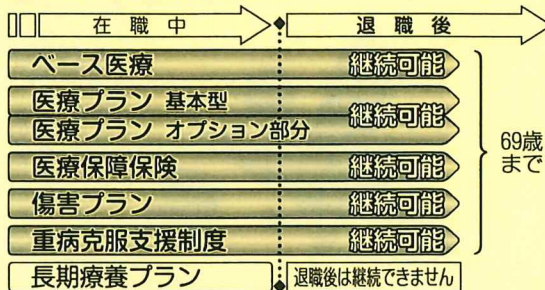 在職中 退職後
ベース医療 継続可能
医療プラン 基本型 継続可能
医療プラン オプション部分
医療保障保険 継続可能
傷害プラン 継続可能
重病克服支援制度 継続可能
69歳
まで
長期療養プラン 退職後は継続できません